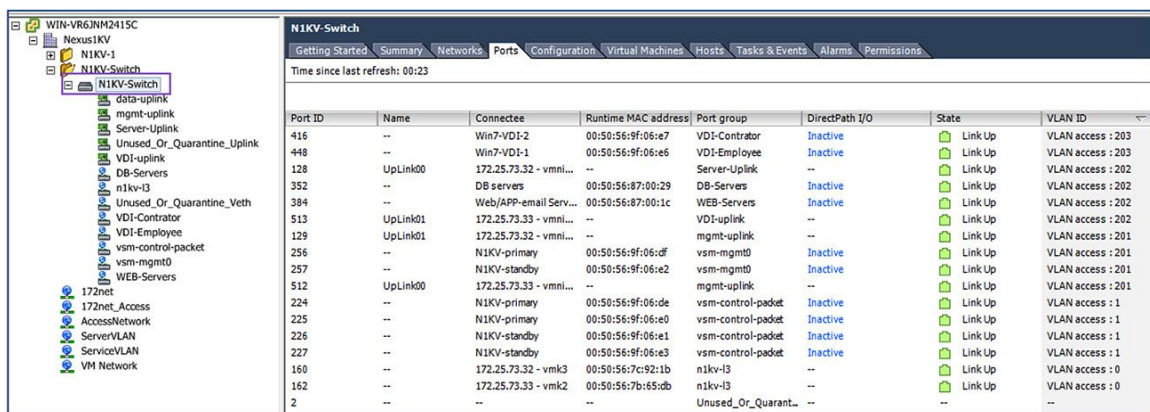 WIN-VR6JNM2415C
Nexus1KV
N1KV-1
N1KV-Switch
N1KV-Switch
data-uplink
mgmt-uplink
Server-Uplink
Unused_Or_Quarantine_Uplink
VDI-uplink
DB-Servers
n1kv-l3
Unused_Or_Quarantine_Veth
VDI-Contrator
VDI-Employee
vsm-control-packet
vsm-mgmt0
WEB-Servers
172net
172net_Access
AccessNetwork
ServerVLAN
ServiceVLAN
VM Network
N1KV-Switch
Getting Started Summary Networks Ports Configuration Virtual Machines Hosts Tasks & Events Alarms Permissions
Time since last refresh: 00:23
Port ID Name Connectee Runtime MAC address Port group DirectPath I/O State VLAN ID
416 -- Win7-VDI-2 00:50:56:9f:06:e7 VDI-Contrator Inactive Link Up VLAN access : 203
448 -- Win7-VDI-1 00:50:56:9f:06:e6 VDI-Employee Inactive Link Up VLAN access : 203
128 UpLink00 172.25.73.32 - vmni... -- Server-Uplink -- Link Up VLAN access : 202
352 -- DB servers 00:50:56:87:00:29 DB-Servers Inactive Link Up VLAN access : 202
384 -- Web/APP-email Serv... 00:50:56:87:00:1c WEB-Servers Inactive Link Up VLAN access : 202
513 UpLink01 172.25.73.33 - vmni... -- VDI-uplink -- Link Up VLAN access : 202
129 UpLink01 172.25.73.32 - vmni... -- mgmt-uplink -- Link Up VLAN access : 201
256 -- N1KV-primary 00:50:56:9f:06:df vsm-mgmt0 Inactive Link Up VLAN access : 201
257 -- N1KV-standby 00:50:56:9f:06:e2 vsm-mgmt0 Inactive Link Up VLAN access : 201
512 UpLink00 172.25.73.33 - vmni... -- mgmt-uplink -- Link Up VLAN access : 201
224 -- N1KV-primary 00:50:56:9f:06:de vsm-control-packet Inactive Link Up VLAN access : 1
225 -- N1KV-primary 00:50:56:9f:06:e0 vsm-control-packet Inactive Link Up VLAN access : 1
226 -- N1KV-standby 00:50:56:9f:06:e1 vsm-control-packet Inactive Link Up VLAN access : 1
227 -- N1KV-standby 00:50:56:9f:06:e3 vsm-control-packet Inactive Link Up VLAN access : 1
160 -- 172.25.73.32 - vmk3 00:50:56:7c:92:1b n1kv-l3 -- Link Up VLAN access : 0
162 -- 172.25.73.33 - vmk2 00:50:56:7b:65:db n1kv-l3 -- Link Up VLAN access : 0
2 -- -- Unused_Or_Quarant... -- -- --